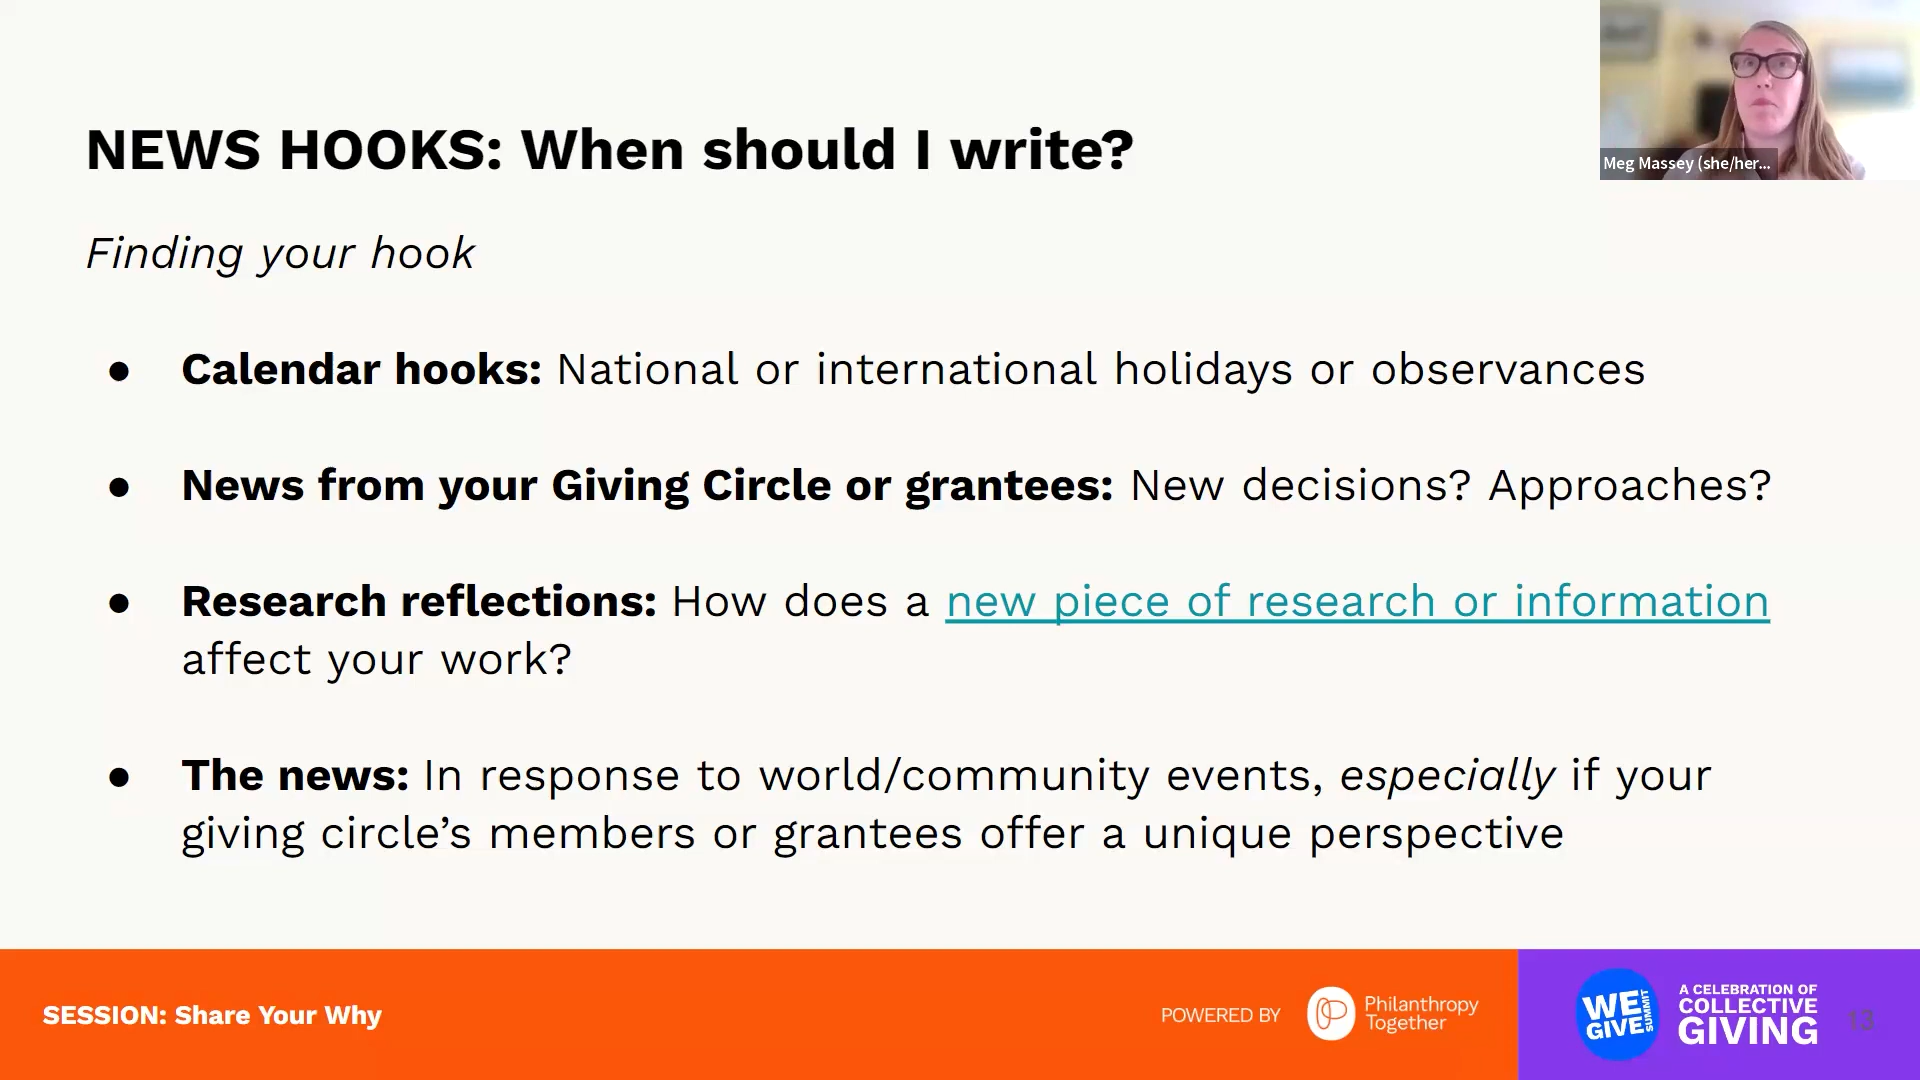 NEWS HOOKS: When should I write?
Meg Massey (she/her...
Finding your hook
● Calendar hooks: National or international holidays or observances
● News from your Giving Circle or grantees: New decisions? Approaches?
● Research reflections: How does a new piece of research or information
affect your work?
● The news: In response to world/community events, especially if your
giving circle’s members or grantees offer a unique perspective
SESSION: Share Your Why
POWERED BY
Philanthropy
Together
WE
GIVE
SUMMIT
A CELEBRATION OF
COLLECTIVE
GIVING
13